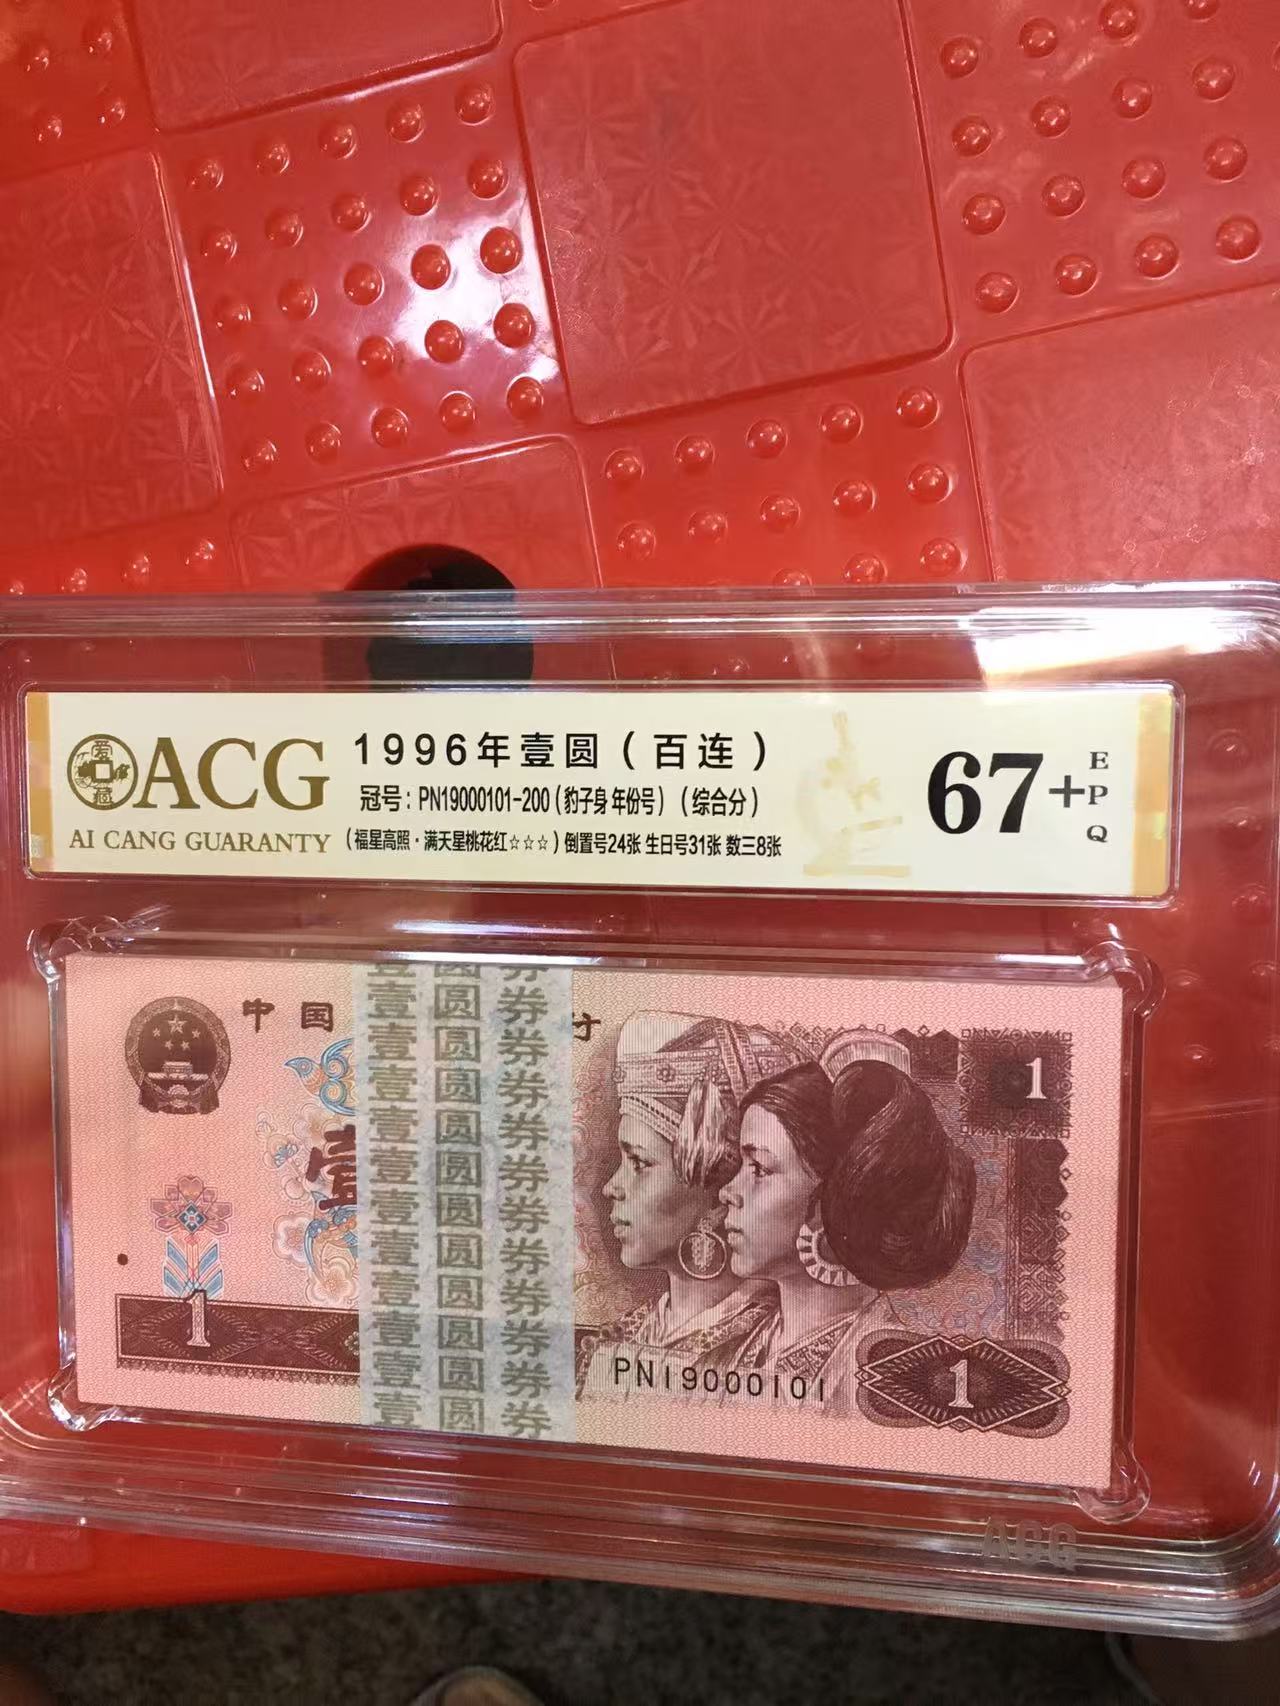 爱藏
ACG
AI CANG GUARANTY
1996年壹圆（百连）
冠号：PN19000101-200（豹子身 年份号）（综合分）
（福星高照·满天星桃花红☆☆☆）倒置号24张 生日号31张 数三8张
67+
E
P
Q
中国
壹
1
壹圆券
壹圆券
壹圆券
壹圆券
壹圆券
壹圆券
壹圆券
壹圆券
壹圆券
壹圆券
壹圆券
壹圆券
1
PN19000101
1
ACG